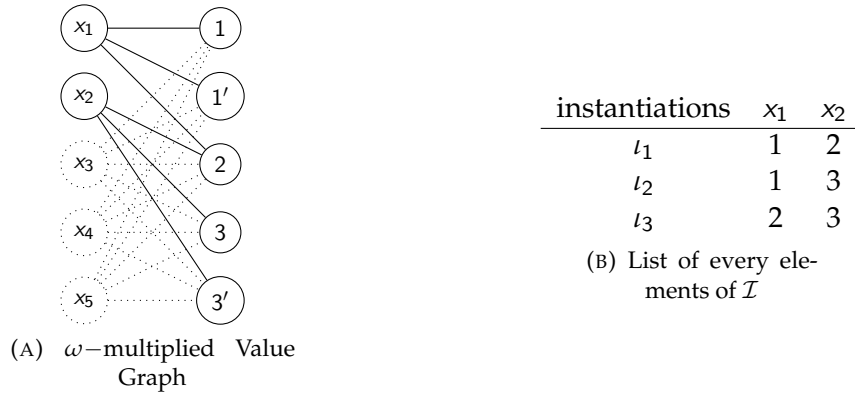 x₁ 1
x₂ 1′
x₃ 2
x₄ 3
x₅ 3′
(A) ω−multiplied Value
Graph
instantiations x₁ x₂
ι₁ 1 2
ι₂ 1 3
ι₃ 2 3
(B) List of every ele-
ments of ℐ